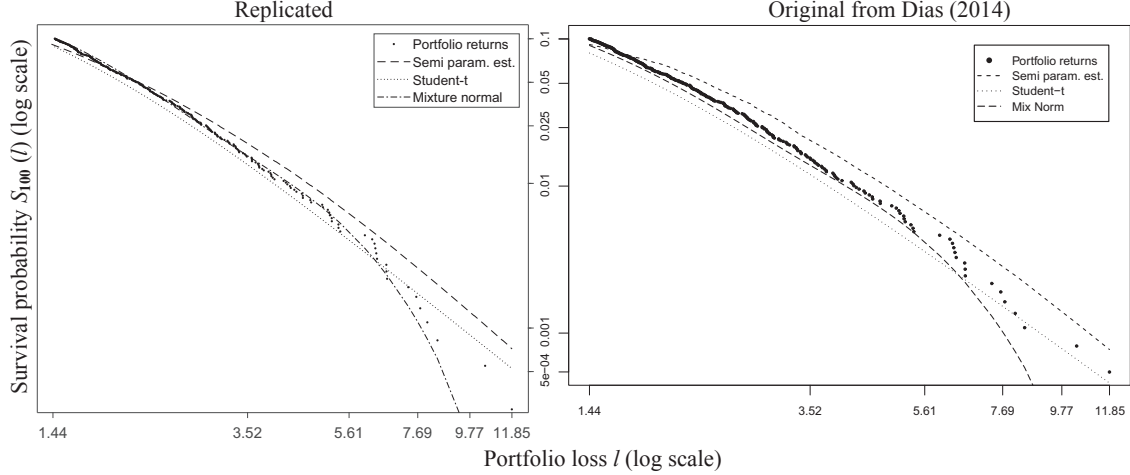 Replicated
Original from Dias (2014)
Survival probability S100 (l) (log scale)
Portfolio returns
Semi param. est.
Student-t
Mixture normal
0.1
0.05
0.025
0.01
0.001
5e−04
Portfolio returns
Semi param. est.
Student−t
Mix Norm
1.44 3.52 5.61 7.69 9.77 11.85
1.44 3.52 5.61 7.69 9.77 11.85
Portfolio loss l (log scale)